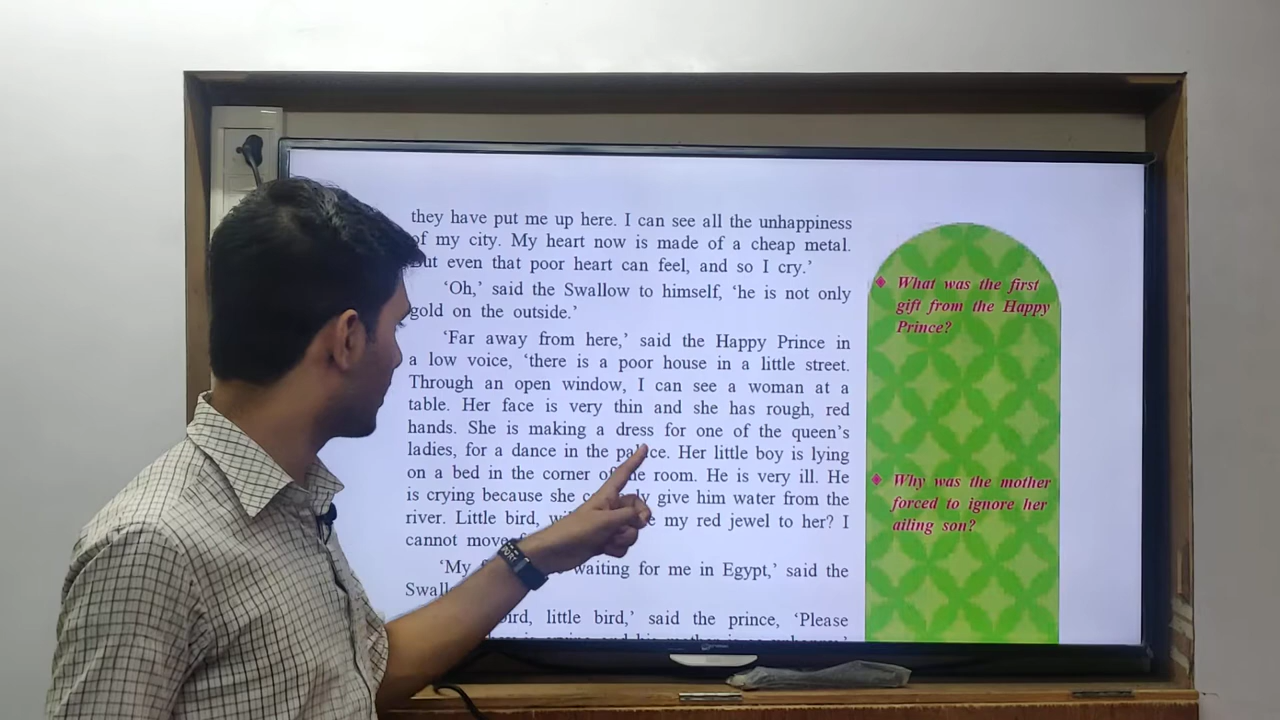 they have put me up here. I can see all the unhappiness
of my city. My heart now is made of a cheap metal.
But even that poor heart can feel, and so I cry.’
‘Oh,’ said the Swallow to himself, ‘he is not only
gold on the outside.’
‘Far away from here,’ said the Happy Prince in
a low voice, ‘there is a poor house in a little street.
Through an open window, I can see a woman at a
table. Her face is very thin and she has rough, red
hands. She is making a dress for one of the queen’s
ladies, for a dance in the palace. Her little boy is lying
on a bed in the corner of the room. He is very ill. He
is crying because she can only give him water from the
river. Little bird, my red jewel to her? I
cannot move
‘My waiting for me in Egypt,’ said the
Swallow
bird, little bird,’ said the prince, ‘Please
What was the first
gift from the Happy
Prince?
Why was the mother
forced to ignore her
ailing son?